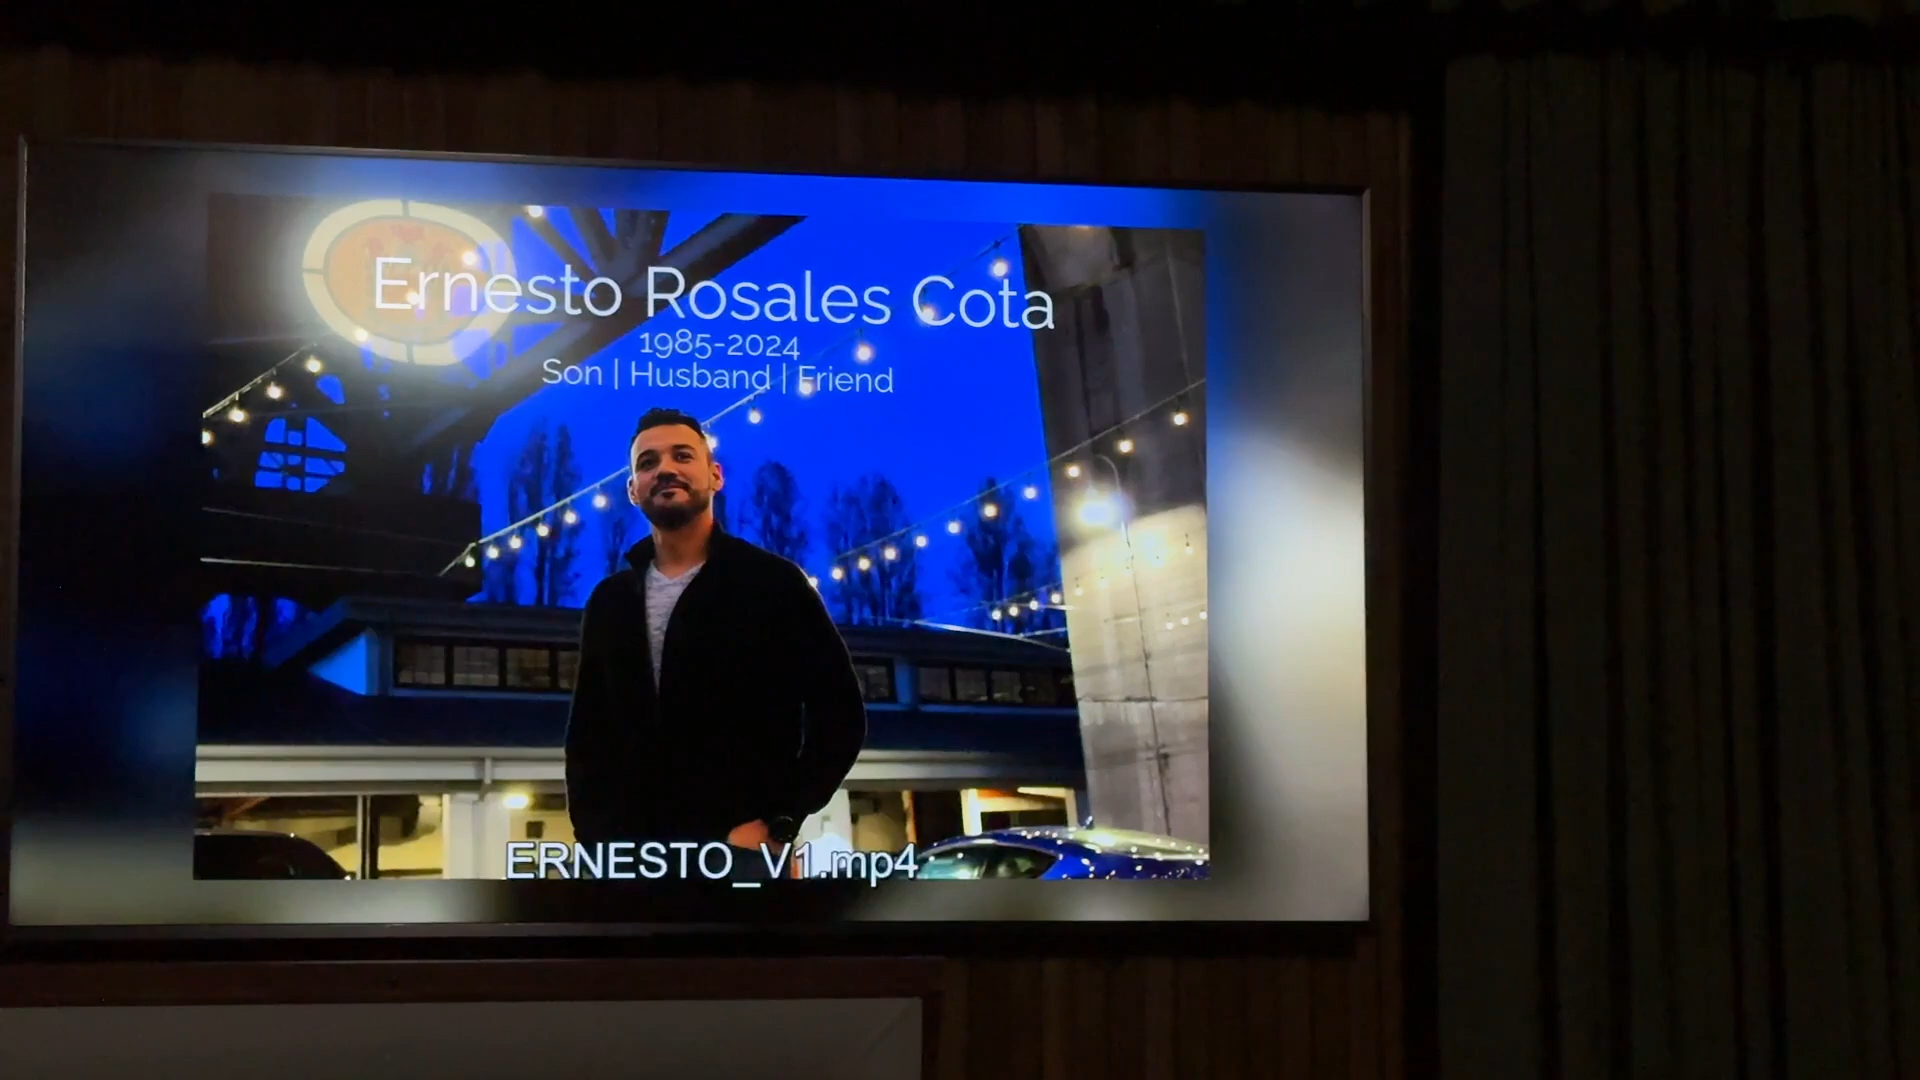 Ernesto Rosales Cota
1985-2024
Son | Husband | Friend
ERNESTO_V1.mp4